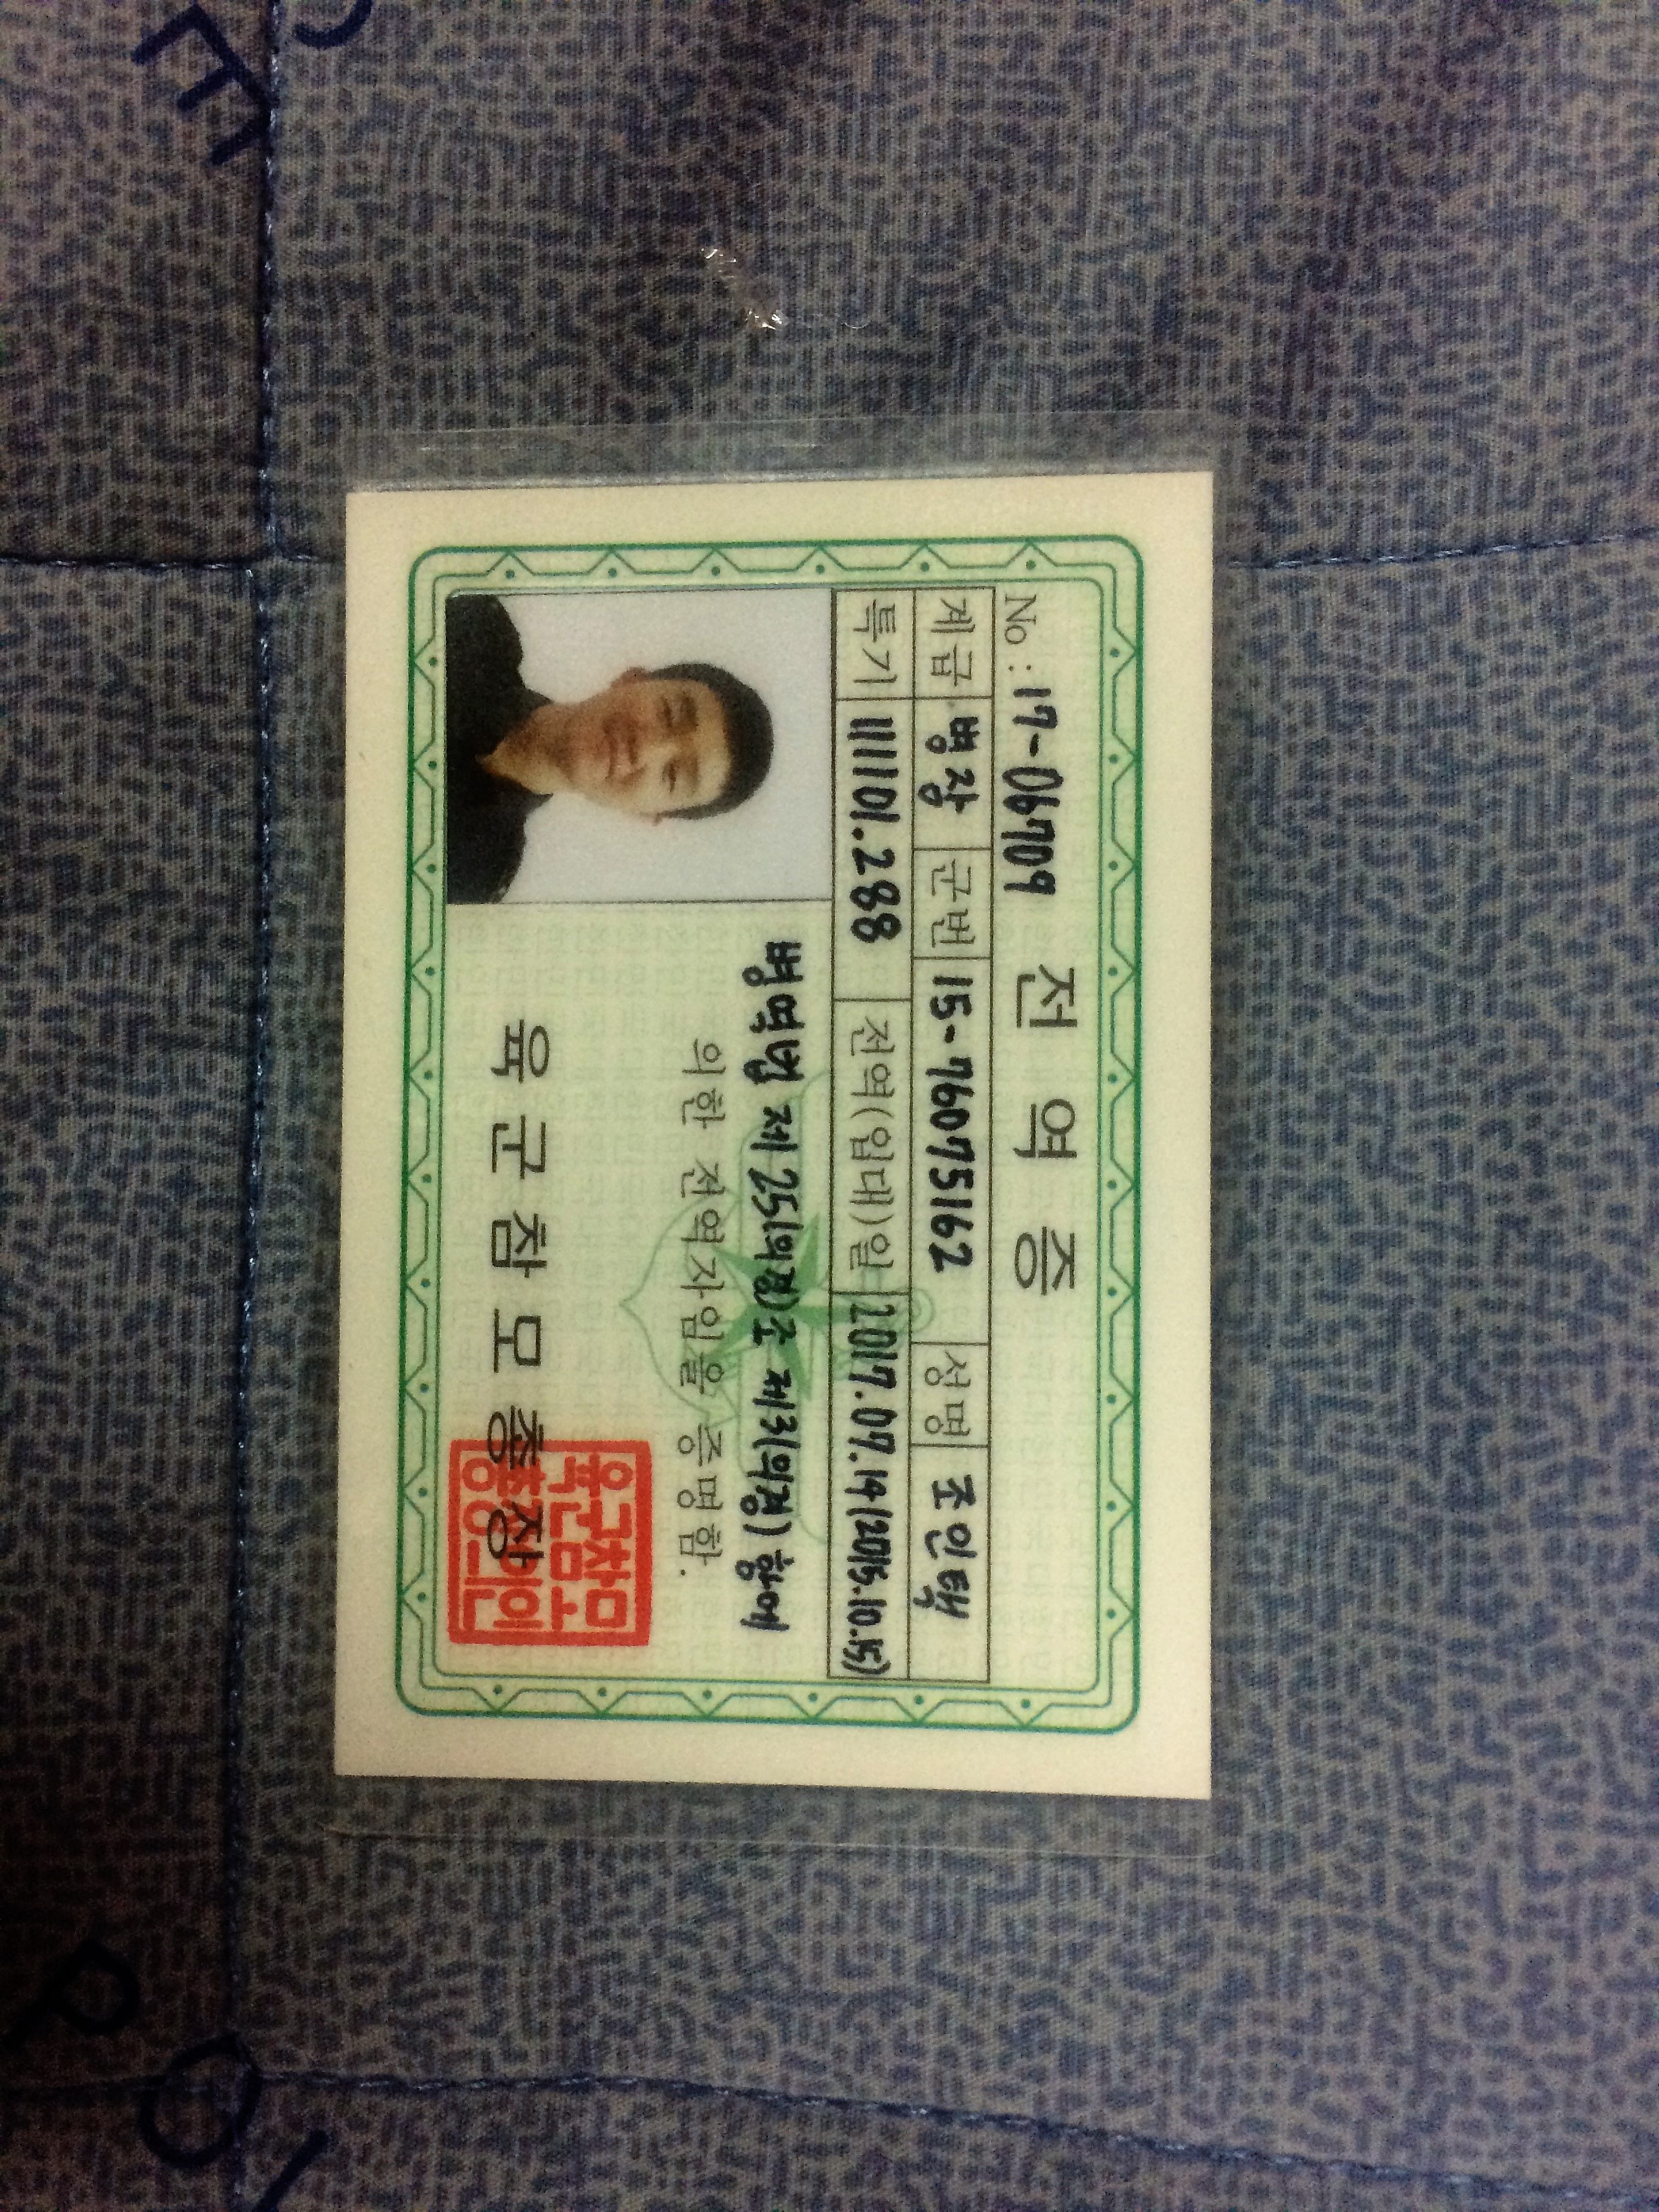 No : 17-06709 전 역 증
계급 병장 군번 15-76075162 성명 조인택
특기 111101.288 전역(입대)일 2017.07.14(2015.10.15)
병역법 제 25(의경)조 제3(의경) 항에
의한 전역자임을 증명함.
육 군 참 모 총 장
육군참모
총장의인
CE
POL